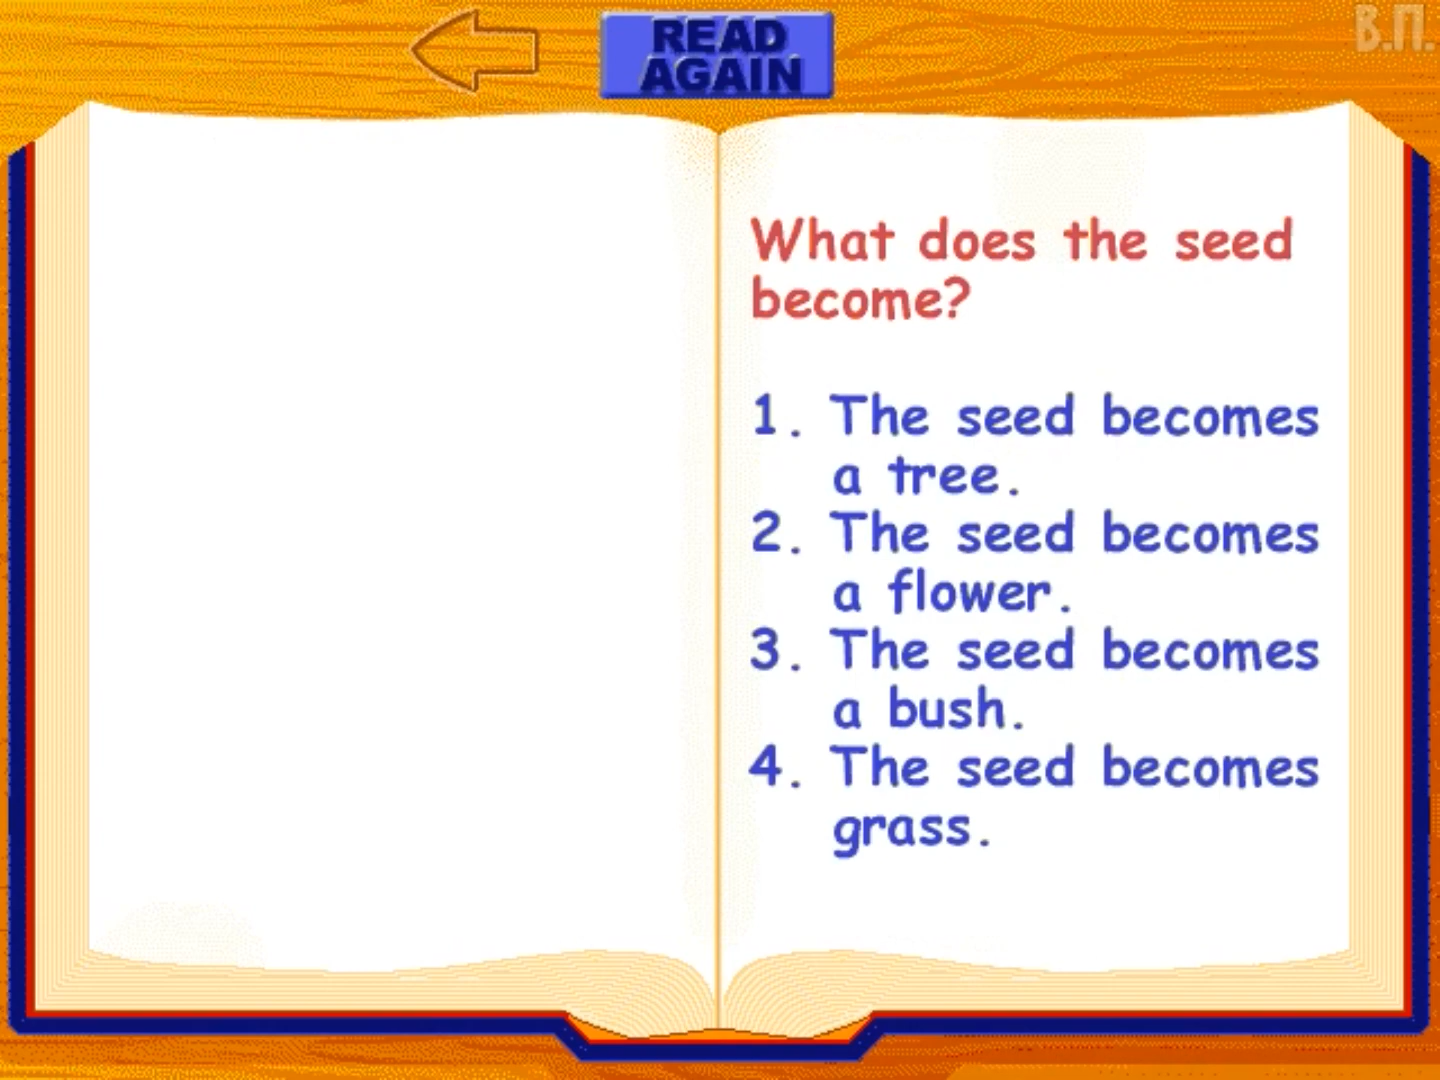 READ
AGAIN
В.П.
What does the seed
become?
1. The seed becomes
a tree.
2. The seed becomes
a flower.
3. The seed becomes
a bush.
4. The seed becomes
grass.